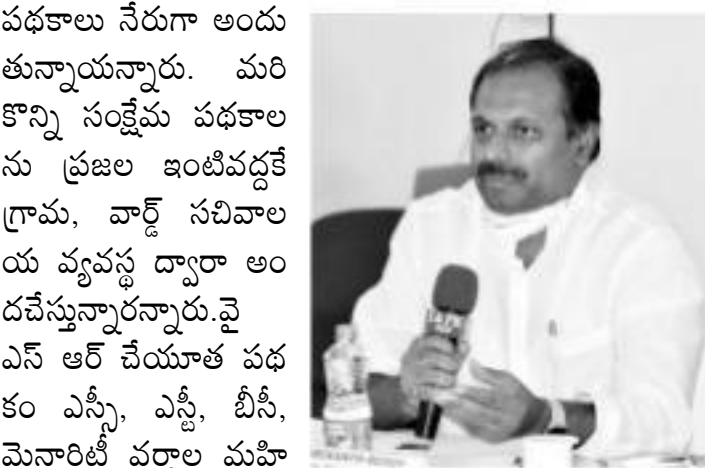 పథకాలు నేరుగా అందు
తున్నాయన్నారు. మరి
కొన్ని సంక్షేమ పథకాల
ను ప్రజల ఇంటివద్దకే
గ్రామ, వార్డ్ సచివాల
య వ్యవస్థ ద్వారా అం
దచేస్తున్నారన్నారు.వై
ఎస్ ఆర్ చేయూత పథ
కం ఎస్సీ, ఎస్టీ, బీసీ,
మైనారిటీ వర్గాల మహి